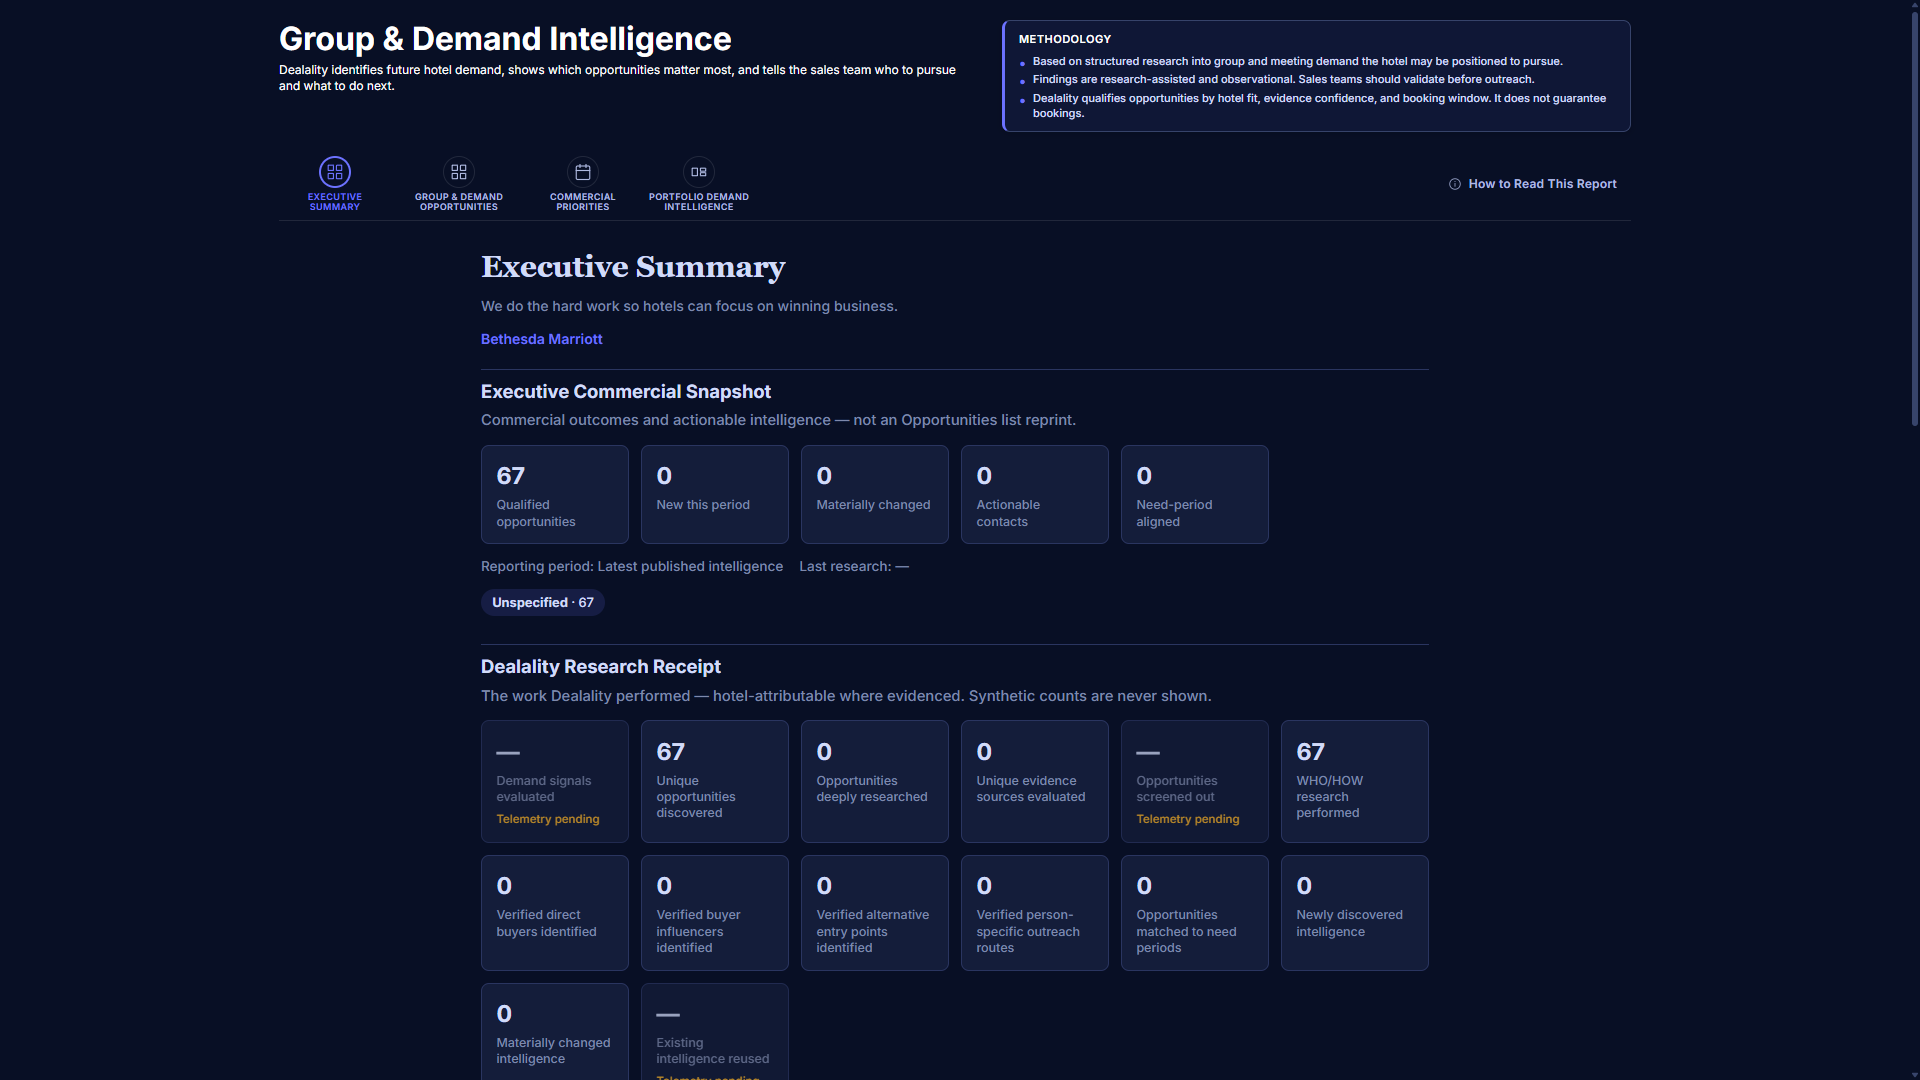 Group & Demand Intelligence
Dealality identifies future hotel demand, shows which opportunities matter most, and tells the sales team who to pursue
and what to do next.
METHODOLOGY
Based on structured research into group and meeting demand the hotel may be positioned to pursue.
Findings are research-assisted and observational. Sales teams should validate before outreach.
Dealality qualifies opportunities by hotel fit, evidence confidence, and booking window. It does not guarantee
bookings.
EXECUTIVE
SUMMARY
GROUP & DEMAND
OPPORTUNITIES
COMMERCIAL
PRIORITIES
PORTFOLIO DEMAND
INTELLIGENCE
How to Read This Report
Executive Summary
We do the hard work so hotels can focus on winning business.
Bethesda Marriott
Executive Commercial Snapshot
Commercial outcomes and actionable intelligence — not an Opportunities list reprint.
67
Qualified
opportunities
0
New this period
0
Materially changed
0
Actionable
contacts
0
Need-period
aligned
Reporting period: Latest published intelligence Last research: —
Unspecified · 67
Dealality Research Receipt
The work Dealality performed — hotel-attributable where evidenced. Synthetic counts are never shown.
—
Demand signals
evaluated
Telemetry pending
67
Unique
opportunities
discovered
0
Opportunities
deeply researched
0
Unique evidence
sources evaluated
—
Opportunities
screened out
Telemetry pending
67
WHO/HOW
research
performed
0
Verified direct
buyers identified
0
Verified buyer
influencers
identified
0
Verified alternative
entry points
identified
0
Verified person-
specific outreach
routes
0
Opportunities
matched to need
periods
0
Newly discovered
intelligence
0
Materially changed
intelligence
—
Existing
intelligence reused
Telemetry pending